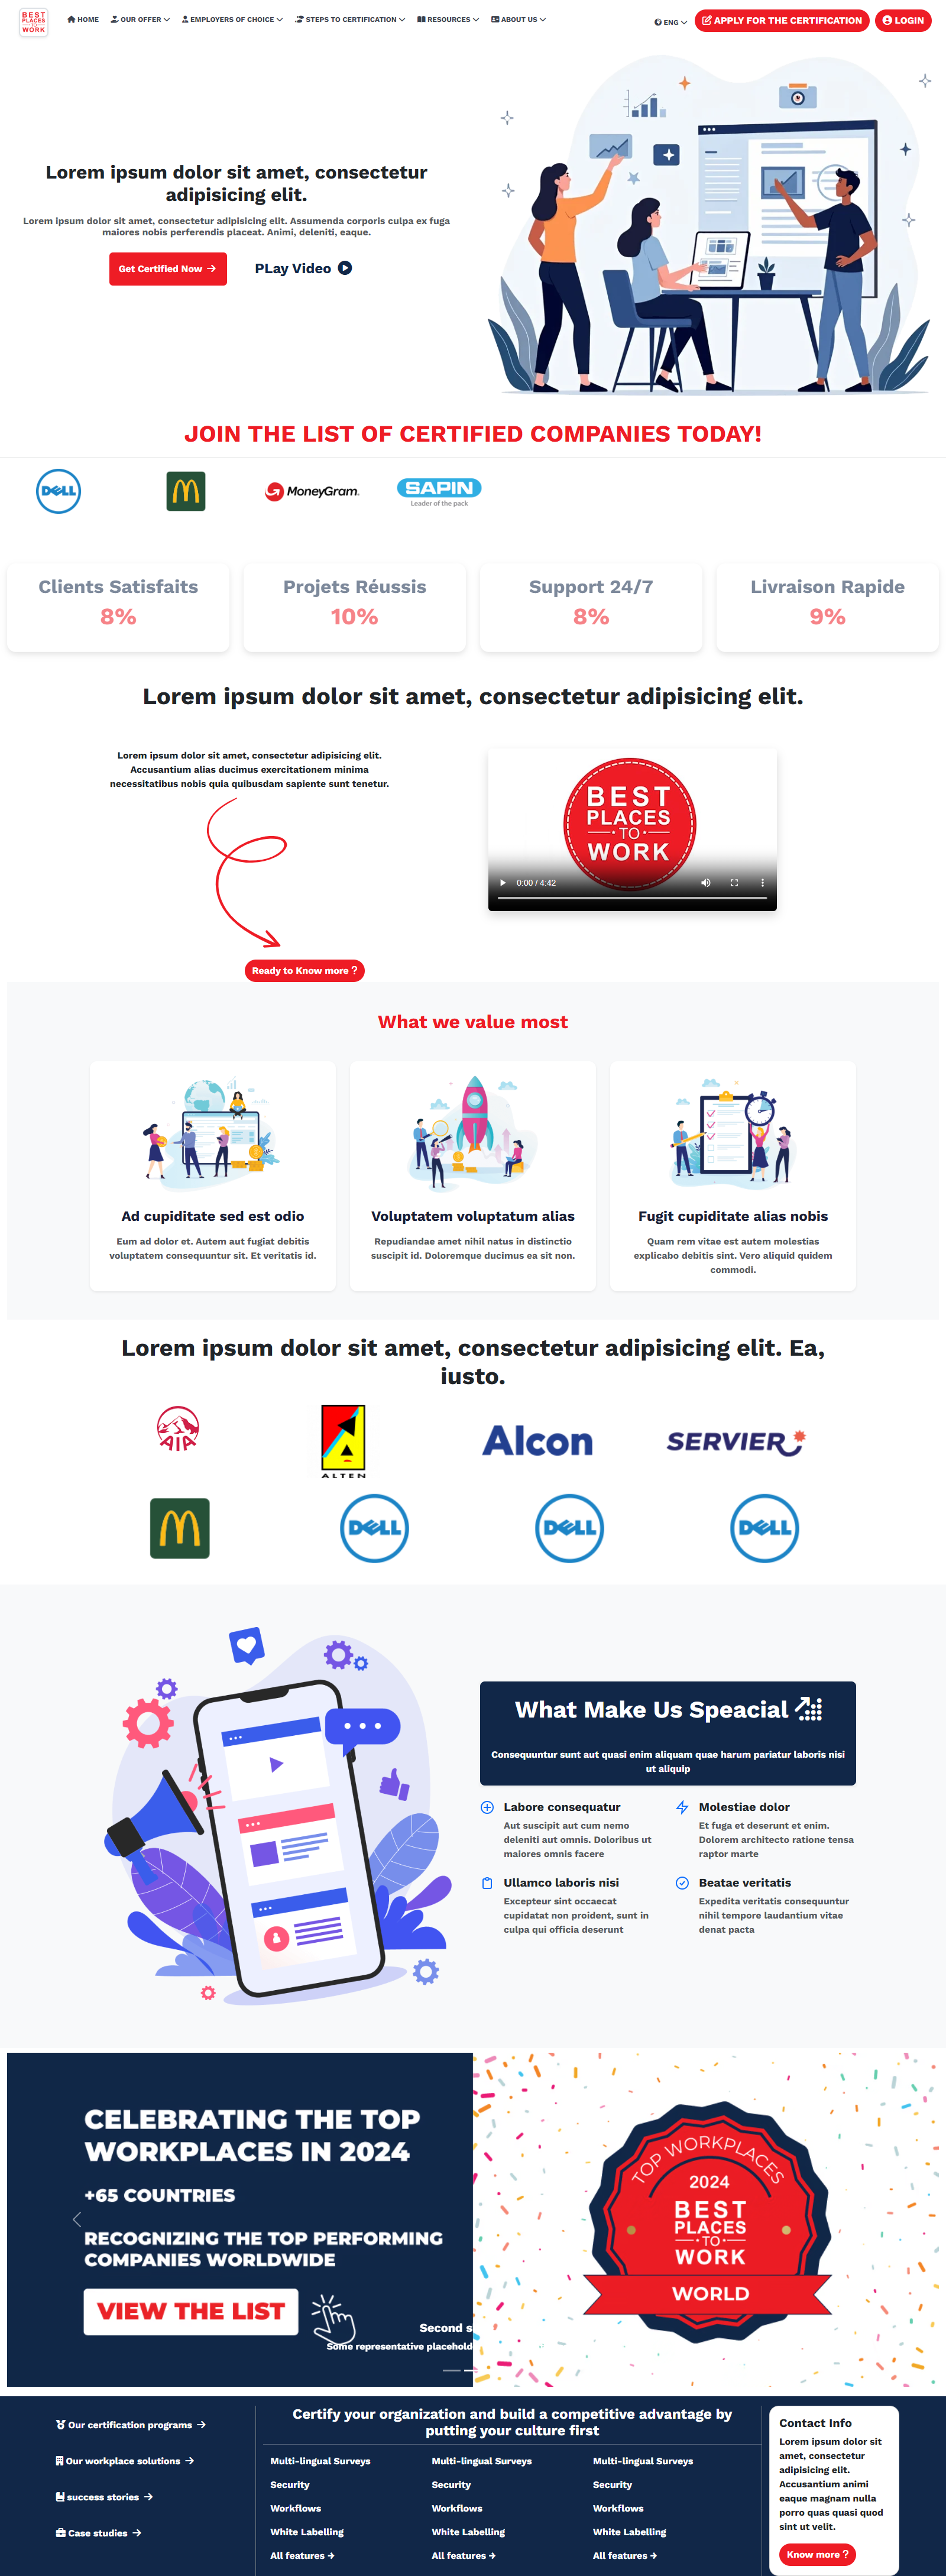 BEST
PLACES
TO
WORK
HOME
OUR OFFER
EMPLOYERS OF CHOICE
STEPS TO CERTIFICATION
RESOURCES
ABOUT US
ENG
APPLY FOR THE CERTIFICATION
LOGIN
Lorem ipsum dolor sit amet, consectetur
adipisicing elit.
Lorem ipsum dolor sit amet, consectetur adipisicing elit. Assumenda corporis culpa ex fuga
maiores nobis perferendis placeat. Animi, deleniti, eaque.
Get Certified Now
PLay Video
JOIN THE LIST OF CERTIFIED COMPANIES TODAY!
DELL
MoneyGram
SAPIN
Leader of the pack
Clients Satisfaits
8%
Projets Réussis
10%
Support 24/7
8%
Livraison Rapide
9%
Lorem ipsum dolor sit amet, consectetur adipisicing elit.
Lorem ipsum dolor sit amet, consectetur adipisicing elit.
Accusantium alias ducimus exercitationem minima
necessitatibus nobis quia quibusdam sapiente sunt tenetur.
BEST
PLACES
TO
WORK
0:00 / 4:42
Ready to Know more ?
What we value most
Ad cupiditate sed est odio
Eum ad dolor et. Autem aut fugiat debitis
voluptatem consequuntur sit. Et veritatis id.
Voluptatem voluptatum alias
Repudiandae amet nihil natus in distinctio
suscipit id. Doloremque ducimus ea sit non.
Fugit cupiditate alias nobis
Quam rem vitae est autem molestias
explicabo debitis sint. Vero aliquid quidem
commodi.
Lorem ipsum dolor sit amet, consectetur adipisicing elit. Ea,
iusto.
AIA
ALTEN
Alcon
SERVIER
DELL
DELL
DELL
What Make Us Speacial
Consequuntur sunt aut quasi enim aliquam quae harum pariatur laboris nisi
ut aliquip
Labore consequatur
Aut suscipit aut cum nemo
deleniti aut omnis. Doloribus ut
maiores omnis facere
Molestiae dolor
Et fuga et deserunt et enim.
Dolorem architecto ratione tensa
raptor marte
Ullamco laboris nisi
Excepteur sint occaecat
cupidatat non proident, sunt in
culpa qui officia deserunt
Beatae veritatis
Expedita veritatis consequuntur
nihil tempore laudantium vitae
denat pacta
CELEBRATING THE TOP
WORKPLACES IN 2024
+65 COUNTRIES
RECOGNIZING THE TOP PERFORMING
COMPANIES WORLDWIDE
VIEW THE LIST
Second s
Some representative placehold
TOP WORKPLACES
2024
BEST
PLACES
TO
WORK
WORLD
Our certification programs
Our workplace solutions
success stories
Case studies
Certify your organization and build a competitive advantage by
putting your culture first
Multi-lingual Surveys
Security
Workflows
White Labelling
All features
Multi-lingual Surveys
Security
Workflows
White Labelling
All features
Multi-lingual Surveys
Security
Workflows
White Labelling
All features
Contact Info
Lorem ipsum dolor sit
amet, consectetur
adipisicing elit.
Accusantium animi
eaque magnam nulla
porro quas quasi quod
sint ut velit.
Know more ?